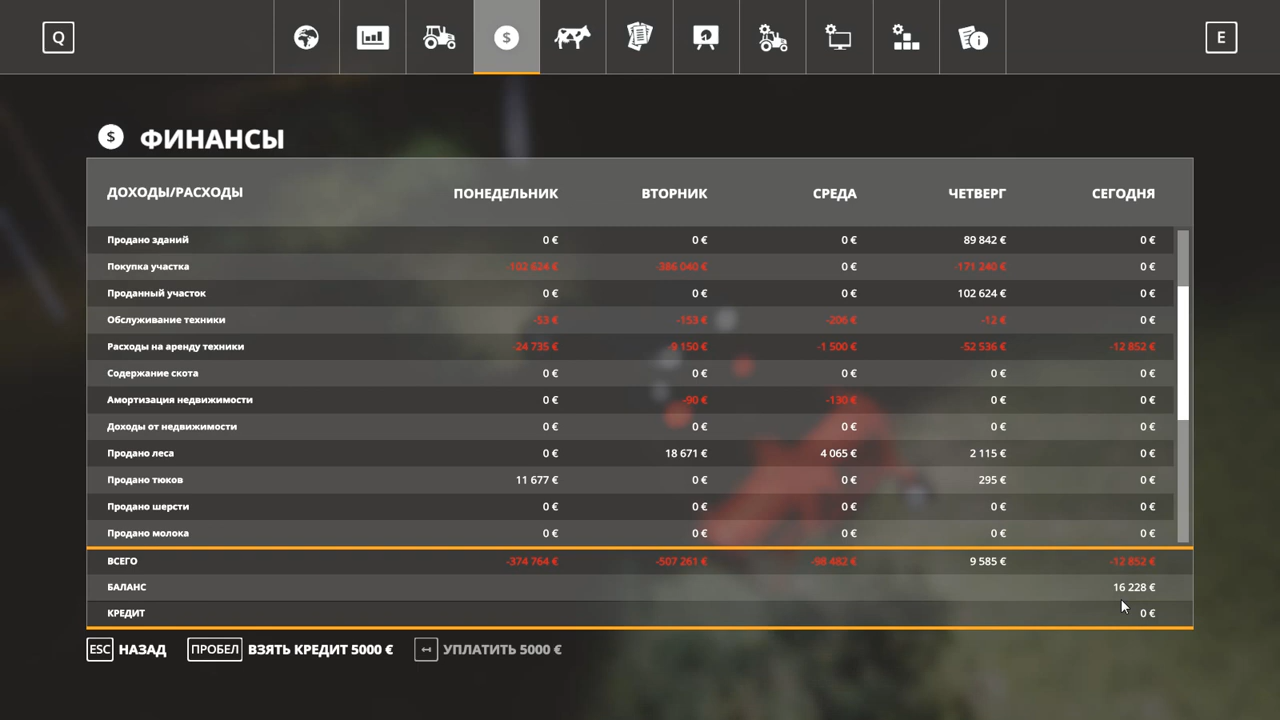 Q
E
ФИНАНСЫ
ДОХОДЫ/РАСХОДЫ ПОНЕДЕЛЬНИК ВТОРНИК СРЕДА ЧЕТВЕРГ СЕГОДНЯ
Продано зданий 0 € 0 € 0 € 89 842 € 0 €
Покупка участка -102 624 € -386 040 € 0 € -171 240 € 0 €
Проданный участок 0 € 0 € 0 € 102 624 € 0 €
Обслуживание техники -53 € -153 € -206 € -12 € 0 €
Расходы на аренду техники -24 735 € -9 150 € -1 500 € -52 536 € -12 852 €
Содержание скота 0 € 0 € 0 € 0 € 0 €
Амортизация недвижимости 0 € -90 € -130 € 0 € 0 €
Доходы от недвижимости 0 € 0 € 0 € 0 € 0 €
Продано леса 0 € 18 671 € 4 065 € 2 115 € 0 €
Продано тюков 11 677 € 0 € 0 € 295 € 0 €
Продано шерсти 0 € 0 € 0 € 0 € 0 €
Продано молока 0 € 0 € 0 € 0 € 0 €
ВСЕГО -374 764 € -507 261 € -98 482 € 9 585 € -12 852 €
БАЛАНС 16 228 €
КРЕДИТ 0 €
ESC НАЗАД ПРОБЕЛ ВЗЯТЬ КРЕДИТ 5000 € УПЛАТИТЬ 5000 €